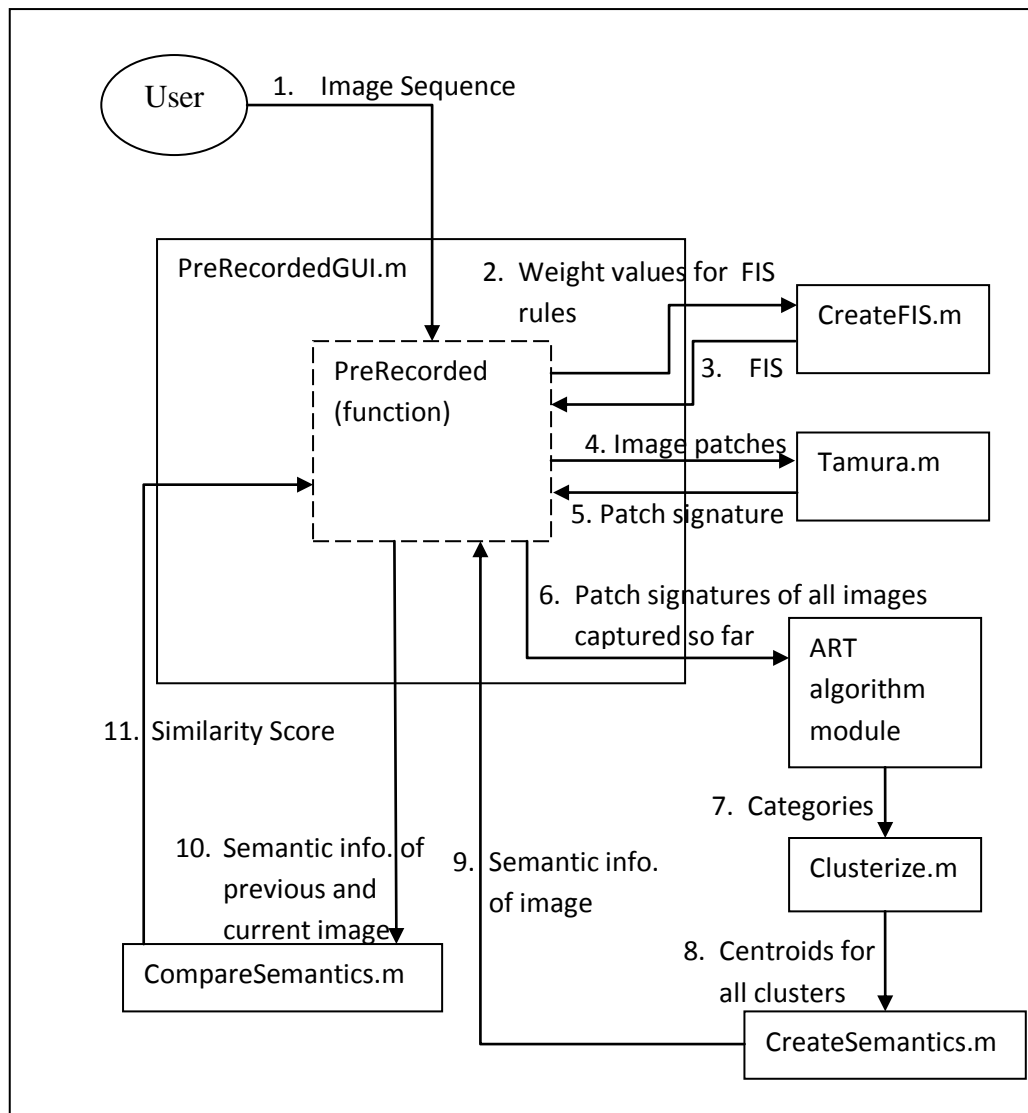 User
1. Image Sequence
PreRecordedGUI.m
2. Weight values for FIS
rules
CreateFIS.m
PreRecorded
(function)
3. FIS
4. Image patches
Tamura.m
5. Patch signature
6. Patch signatures of all images
captured so far
ART
algorithm
module
11. Similarity Score
7. Categories
10. Semantic info. of
previous and
current image
9. Semantic info.
of image
Clusterize.m
CompareSemantics.m
8. Centroids for
all clusters
CreateSemantics.m